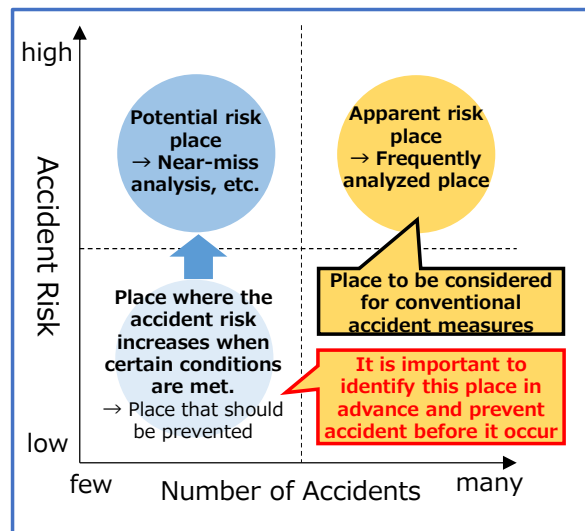 high
Potential risk
place
→ Near-miss
analysis, etc.
Apparent risk
place
→ Frequently
analyzed place
Accident Risk
Place where the
accident risk
increases when
certain conditions
are met.
→ Place that should
be prevented
Place to be considered
for conventional
accident measures
It is important to
identify this place in
advance and prevent
accident before it occur
low
few
Number of Accidents
many